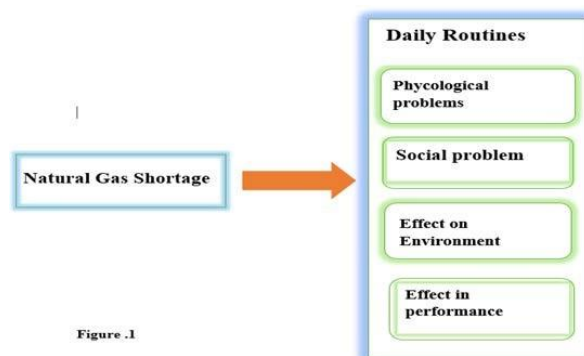 Daily Routines
Phycological
problems
Social problem
Natural Gas Shortage
Effect on
Environment
Effect in
performance
Figure .1